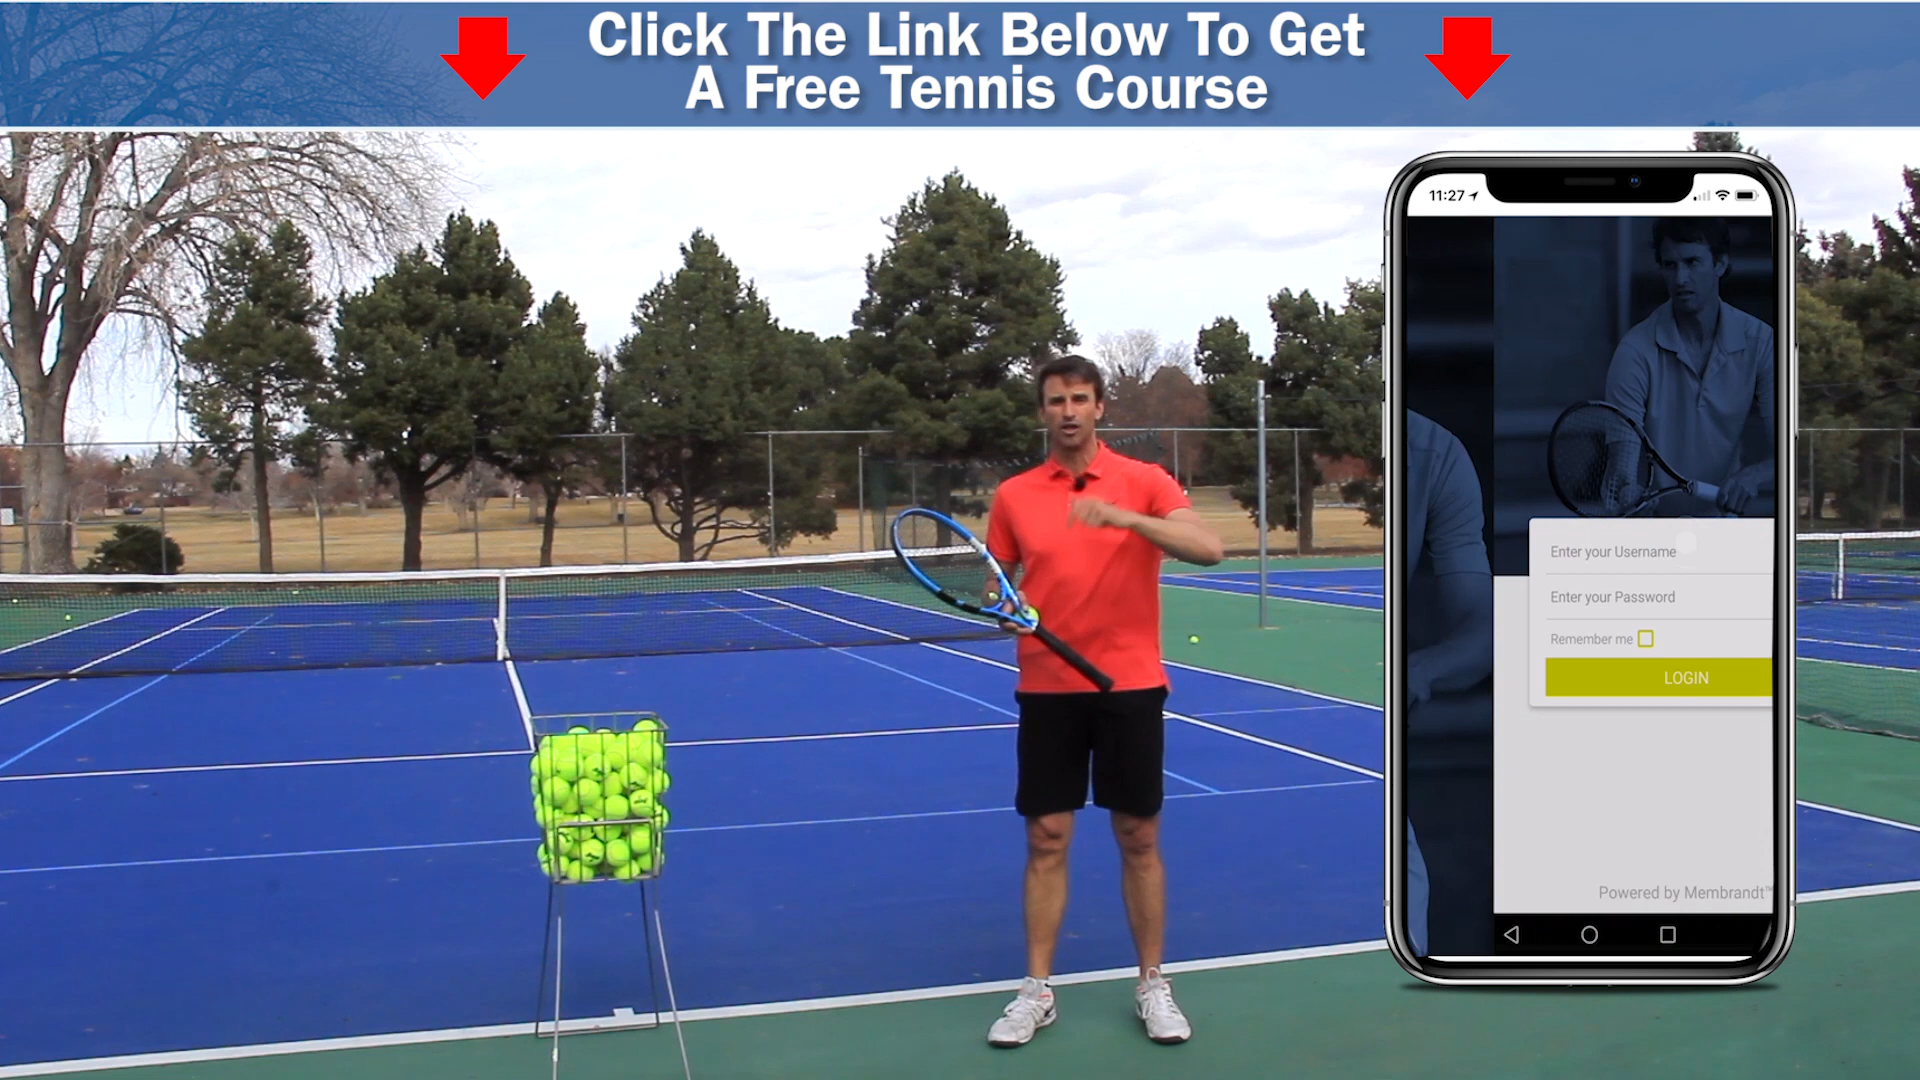 Click The Link Below To Get
A Free Tennis Course
11:27
Enter your Username
Enter your Password
Remember me
LOGIN
Powered by Membrandt™